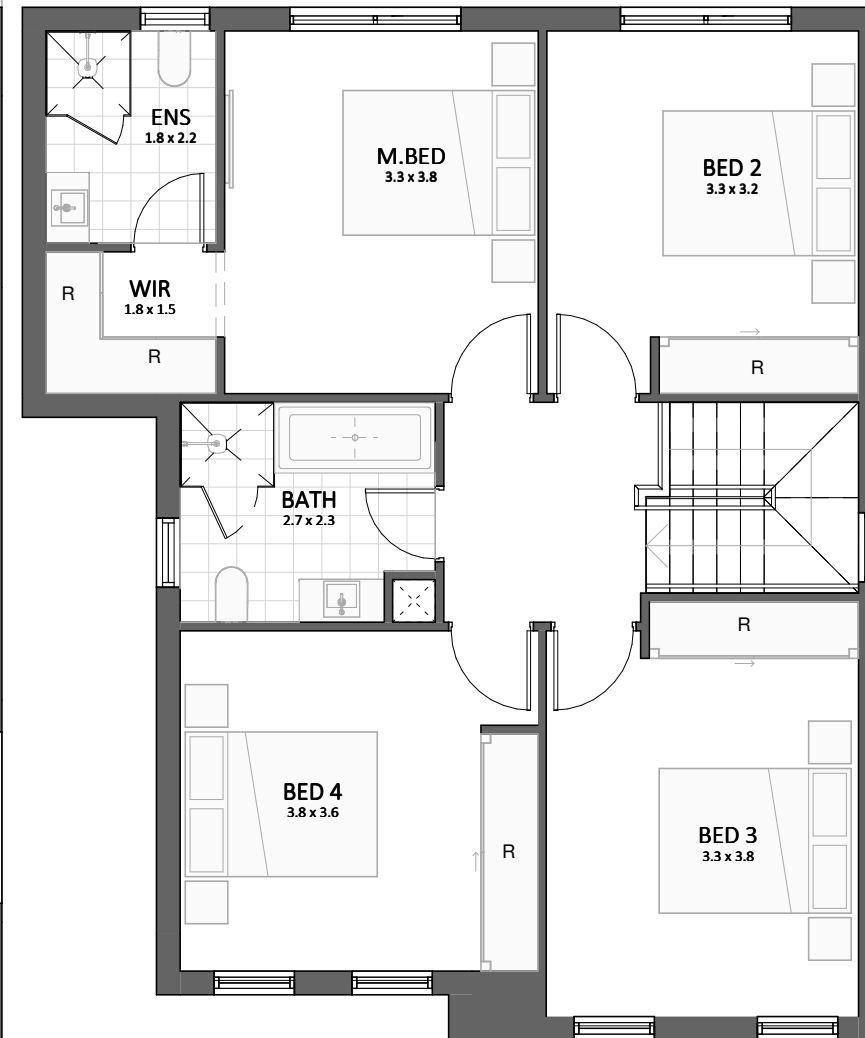 ENS
1.8 x 2.2
M.BED
3.3 x 3.8
BED 2
3.3 x 3.2
R
WIR
1.8 x 1.5
R
R
BATH
2.7 x 2.3
R
BED 4
3.8 x 3.6
R
BED 3
3.3 x 3.8